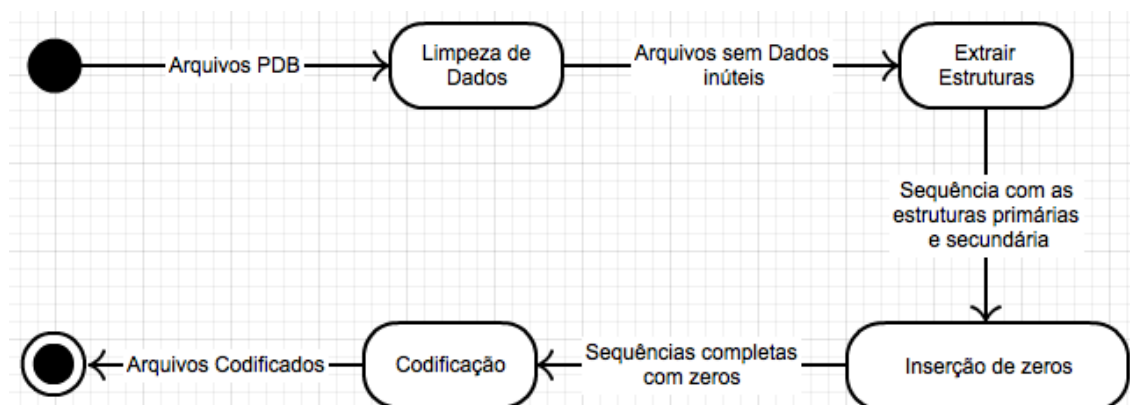 Arquivos PDB
Limpeza de
Dados
Arquivos sem Dados
inúteis
Extrair
Estruturas
Sequência com as
estruturas primárias
e secundária
Inserção de zeros
Sequências completas
com zeros
Codificação
Arquivos Codificados